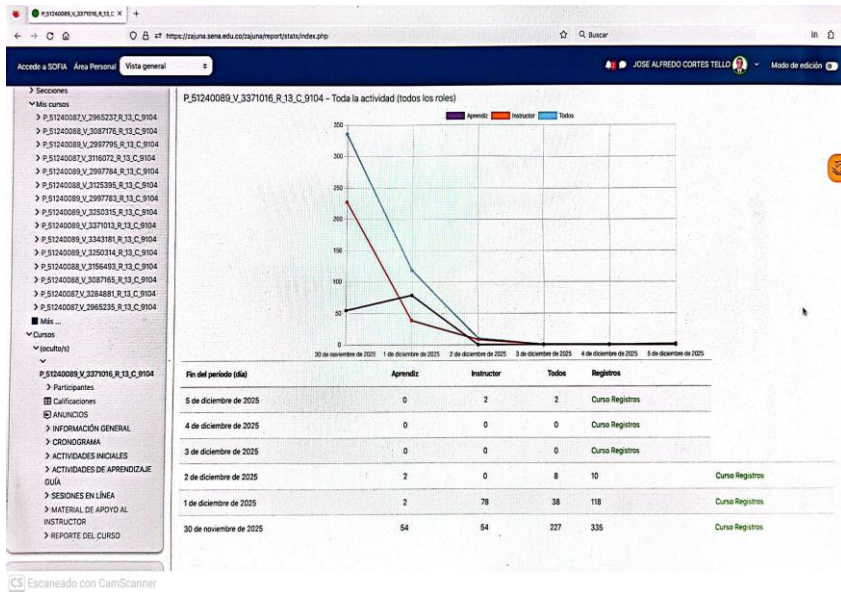 P_51240089_V_3371016_R_13_C × +
https://zajuna.sena.edu.co/zajuna/report/stats/index.php
Buscar
Accede a SOFIA Área Personal Vista general
JOSE ALFREDO CORTES TELLO
Modo de edición
Secciones
Mis cursos
P_51240087_V_2965237_R_13_C_9104
P_51240088_V_3087176_R_13_C_9104
P_51240089_V_2997795_R_13_C_9104
P_51240087_V_3116072_R_13_C_9104
P_51240089_V_2997784_R_13_C_9104
P_51240088_V_3125395_R_13_C_9104
P_51240089_V_2997783_R_13_C_9104
P_51240089_V_3250315_R_13_C_9104
P_51240089_V_3371013_R_13_C_9104
P_51240089_V_3343181_R_13_C_9104
P_51240089_V_3250314_R_13_C_9104
P_51240088_V_3156493_R_13_C_9104
P_51240088_V_3087165_R_13_C_9104
P_51240087_V_3284881_R_13_C_9104
P_51240087_V_2965235_R_13_C_9104
Más ...
Cursos
(oculto/s)
P_51240089_V_3371016_R_13_C_9104
Participantes
Calificaciones
ANUNCIOS
INFORMACIÓN GENERAL
CRONOGRAMA
ACTIVIDADES INICIALES
ACTIVIDADES DE APRENDIZAJE
GUÍA
SESIONES EN LÍNEA
MATERIAL DE APOYO AL
INSTRUCTOR
REPORTE DEL CURSO
P_51240089_V_3371016_R_13_C_9104 - Toda la actividad (todos los roles)
Aprendiz Instructor Todos
350
300
250
200
150
100
50
0
30 de noviembre de 2025 1 de diciembre de 2025 2 de diciembre de 2025 3 de diciembre de 2025 4 de diciembre de 2025 5 de diciembre de 2025
Fin del periodo (día) Aprendiz Instructor Todos Registros
5 de diciembre de 2025 0 2 2 Curso Registros
4 de diciembre de 2025 0 0 0 Curso Registros
3 de diciembre de 2025 0 0 0 Curso Registros
2 de diciembre de 2025 2 0 8 10 Curso Registros
1 de diciembre de 2025 2 78 38 118 Curso Registros
30 de noviembre de 2025 54 54 227 335 Curso Registros
CS Escaneado con CamScanner